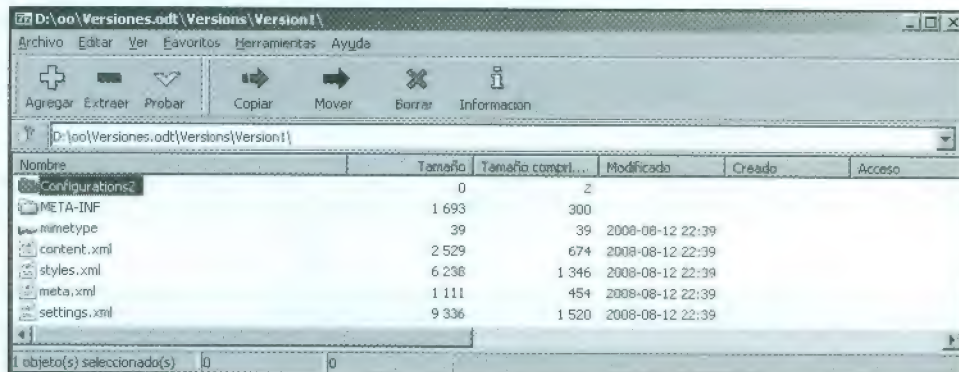 D:\oo\Versiones.odt\Versions\Version1\
Archivo Editar Ver Favoritos Herramientas Ayuda
Agregar Extraer Probar Copiar Mover Borrar Informacion
D:\oo\Versiones.odt\Versions\Version1\
Nombre Tamaño Tamaño compri.... Modificado Creado Acceso
Configurations2 0 2
META-INF 1 693 300
mimetype 39 39 2008-08-12 22:39
content.xml 2 529 674 2008-08-12 22:39
styles.xml 6 238 1 346 2008-08-12 22:39
meta.xml 1 111 454 2008-08-12 22:39
settings.xml 9 336 1 520 2008-08-12 22:39
1 objeto(s) seleccionado(s) 0 0